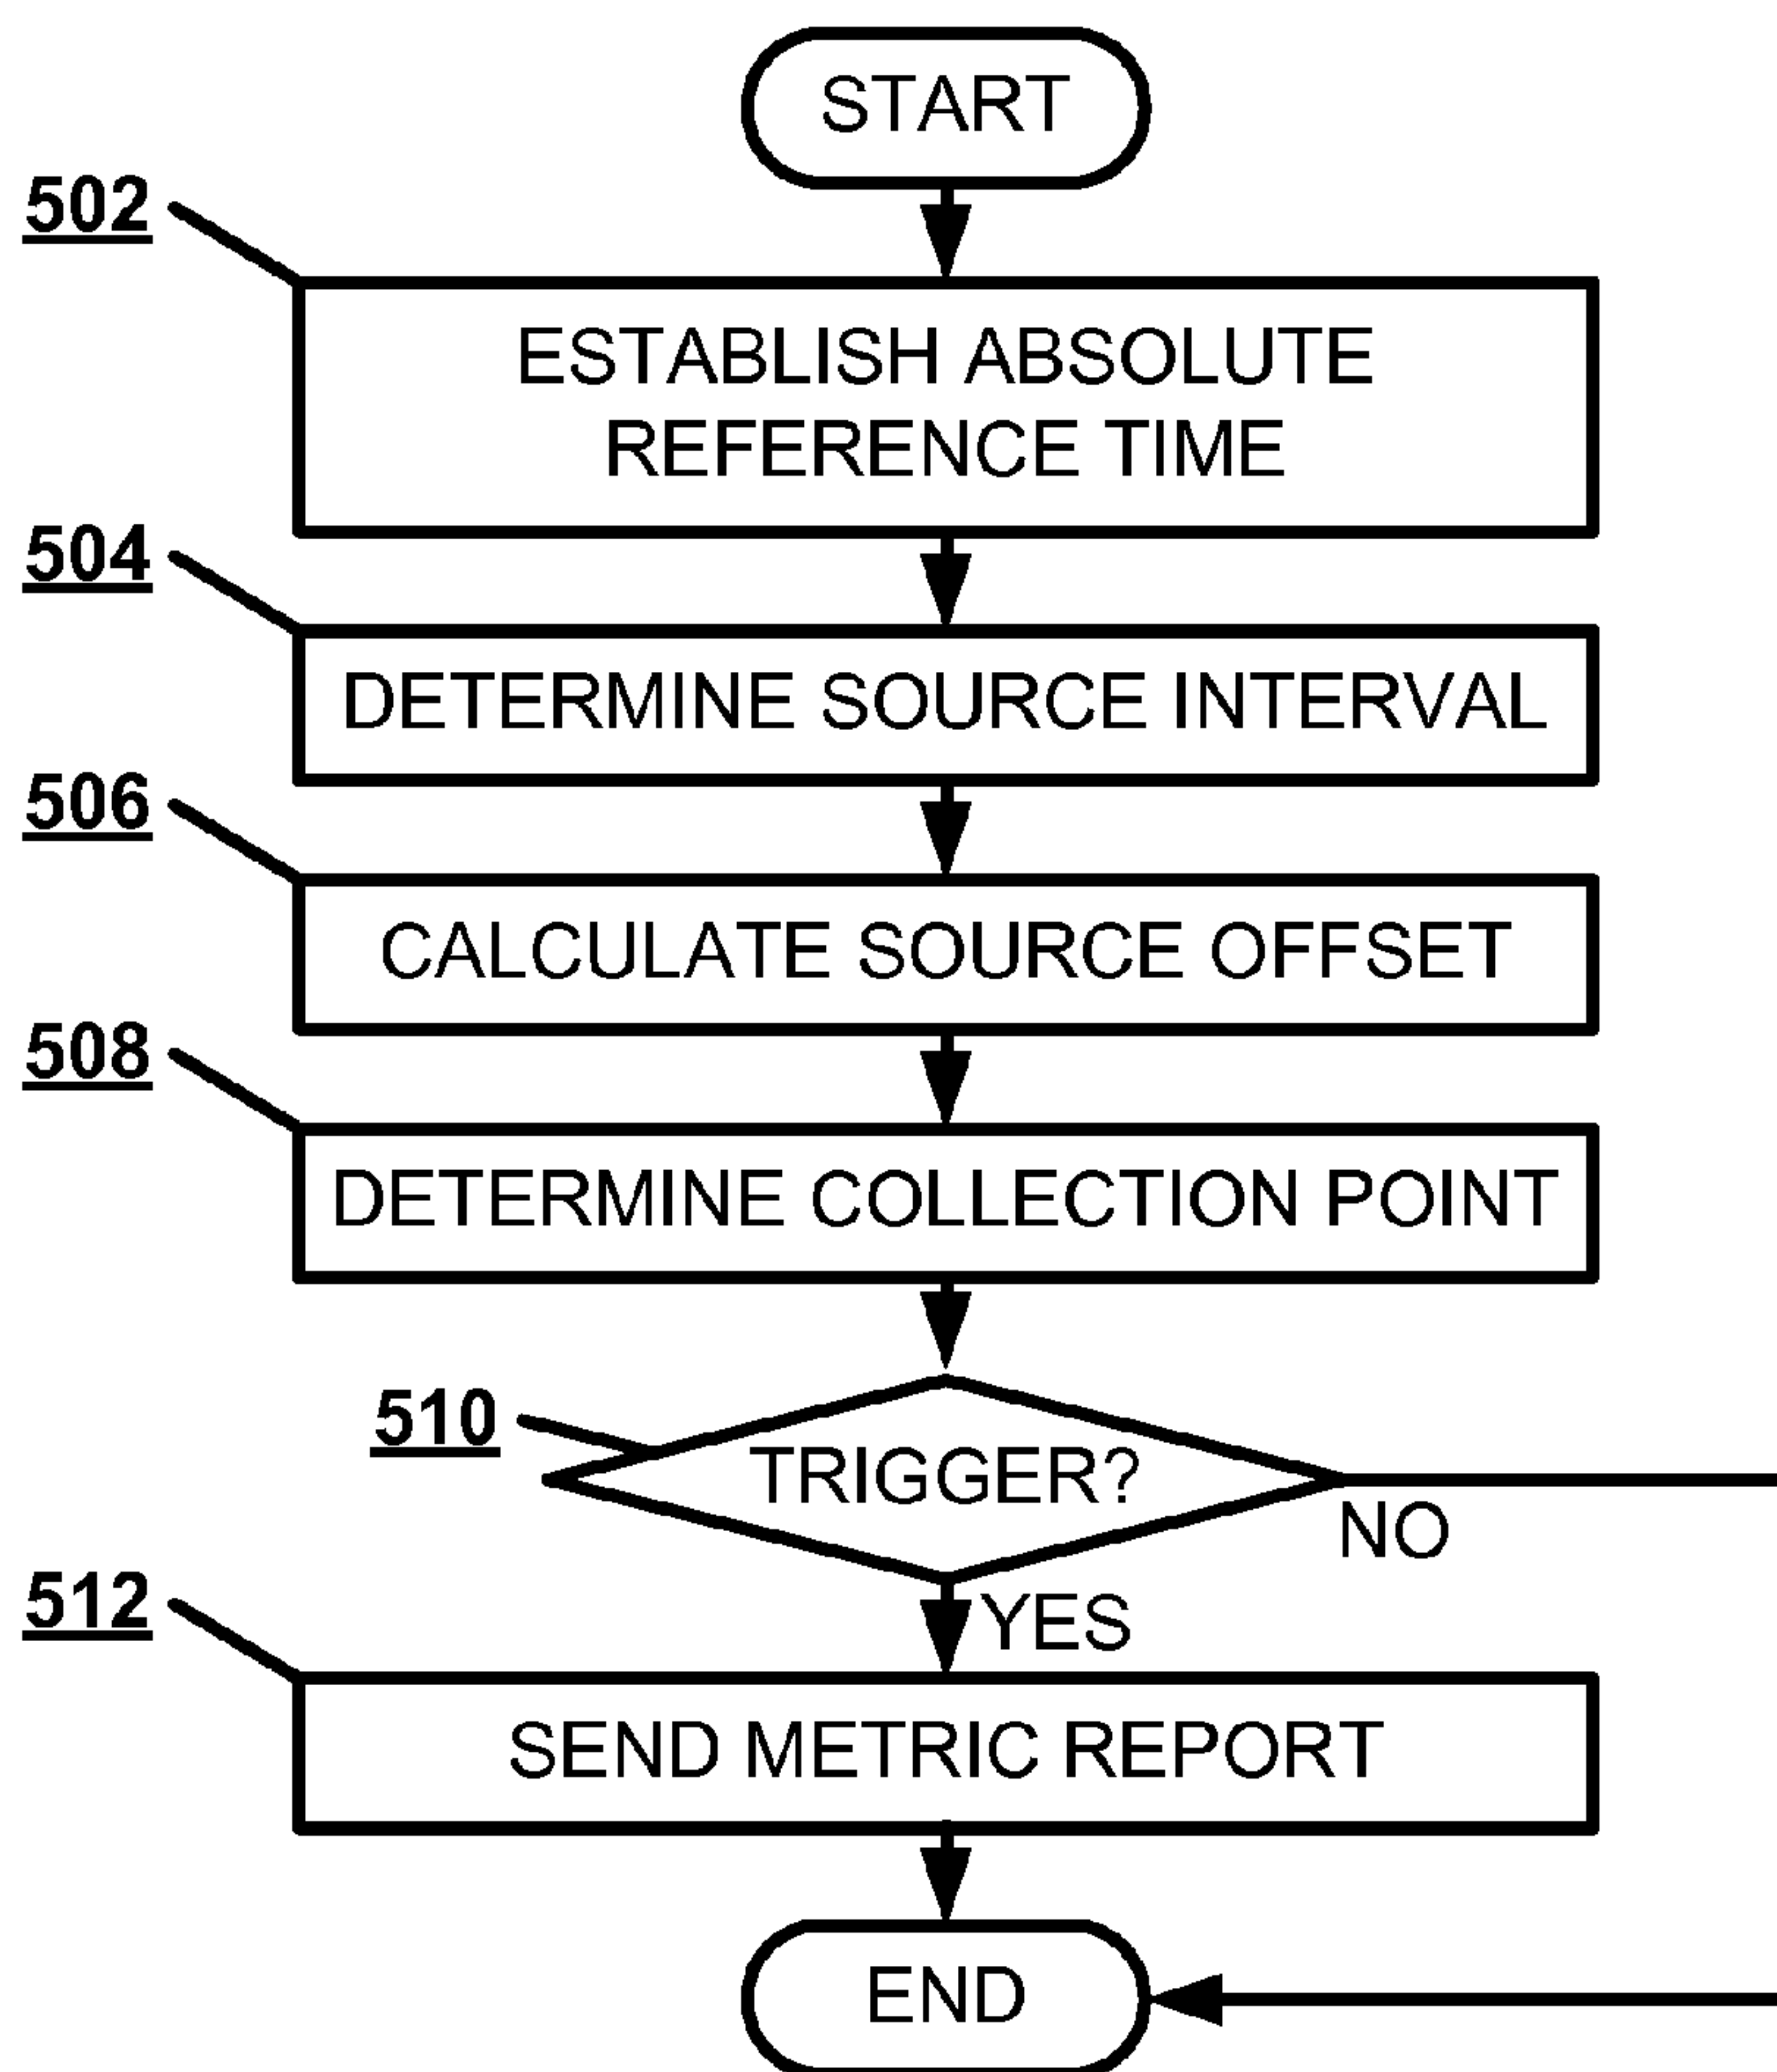 START
502
ESTABLISH ABSOLUTE
REFERENCE TIME
504
DETERMINE SOURCE INTERVAL
506
CALCULATE SOURCE OFFSET
508
DETERMINE COLLECTION POINT
510
TRIGGER?
NO
YES
512
SEND METRIC REPORT
END